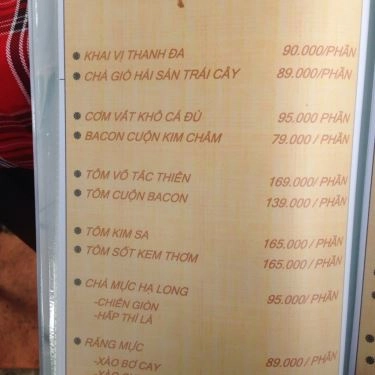 KHAI VỊ THANH ĐA 90.000/PHẦN
CHẢ GIÒ HẢI SẢN TRÁI CÂY 89.000/PHẦN
CƠM VẮT KHÔ CÁ ĐÙ 95.000 PHẦN
BACON CUỘN KIM CHÂM 79.000 / PHẦN
TÔM VỖ TẮC THIÊN 169.000/PHẦN
TÔM CUỘN BACON 139.000 / PHẦN
TÔM KIM SA 165.000 / PHẦN
TÔM SỐT KEM THƠM 165.000 / PHẦN
CHẢ MỰC HẠ LONG 95.000/ PHẦN
-CHIÊN GIÒN
-HẤP THÌ LÀ
RĂNG MỰC
-XÀO BƠ CAY 89.000 / PHẦN